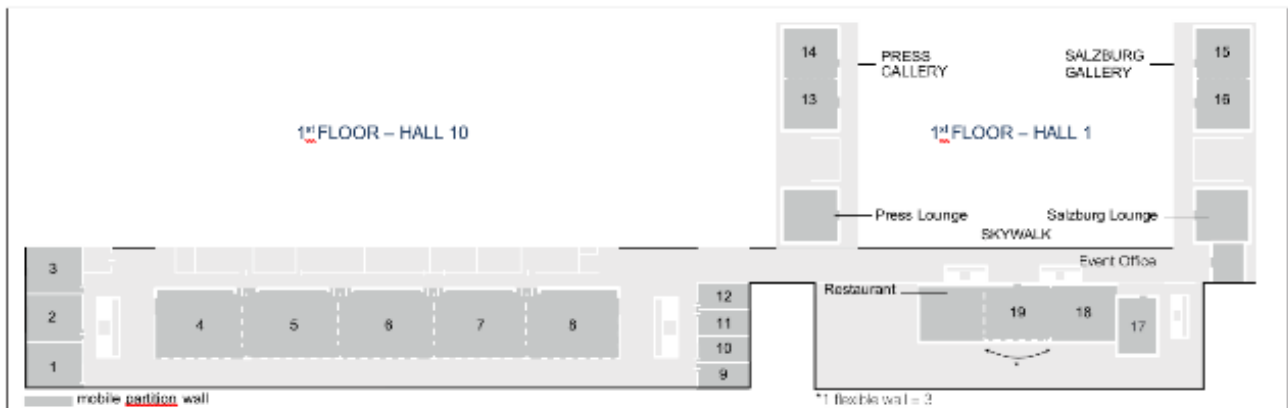 14
PRESS
GALLERY
SALZBURG
GALLERY
15
13
16
1st FLOOR – HALL 10
1st FLOOR – HALL 1
Press Lounge
Salzburg Lounge
SKYWALK
3
Event Office
Restaurant
12
2
4
5
6
7
8
11
19
18
17
10
1
9
mobile partition wall
*
*1 flexible wall = 3